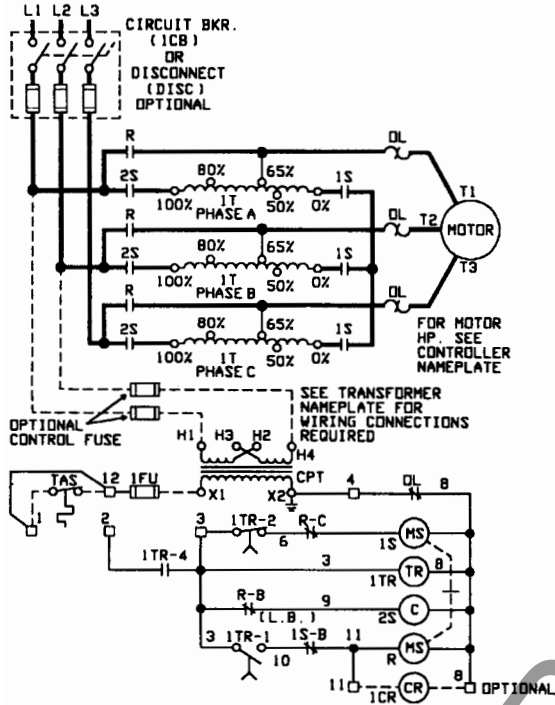 L1 L2 L3
CIRCUIT BKR.
(1CB)
OR
DISCONNECT
(DISC)
OPTIONAL
R
OL
80% 65%
2S 1S
T1
100% 1T 50% 0%
PHASE A
R
OL
T2
MOTOR
80% 65%
2S 1S
T3
100% 1T 50% 0%
PHASE B
R
OL
80% 65%
2S 1S
100% 1T 50% 0%
PHASE C
FOR MOTOR
HP. SEE
CONTROLLER
NAMEPLATE
OPTIONAL
CONTROL FUSE
SEE TRANSFORMER
NAMEPLATE FOR
WIRING CONNECTIONS
REQUIRED
H1 H3 H2 H4
CPT
TAS 12 1FU X1 X2 4 OL 8
1 2 3 1TR-2 6 R-C 1S MS
1TR-4 3 1TR TR 8
R-B 9 2S C
(L.B.)
3 1TR-1 10 1S-B 11 R MS
11 1CR CR 8 OPTIONAL